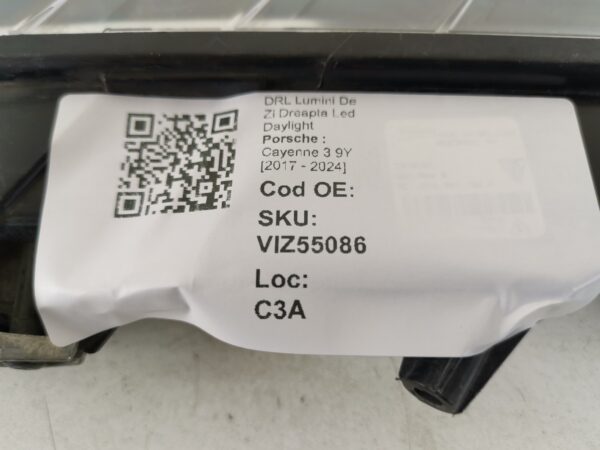 DRL Lumini De
Zi Dreapta Led
Daylight
Porsche :
Cayenne 3 9Y
[2017 - 2024]
Cod OE:
SKU:
VIZ55086
Loc:
C3A